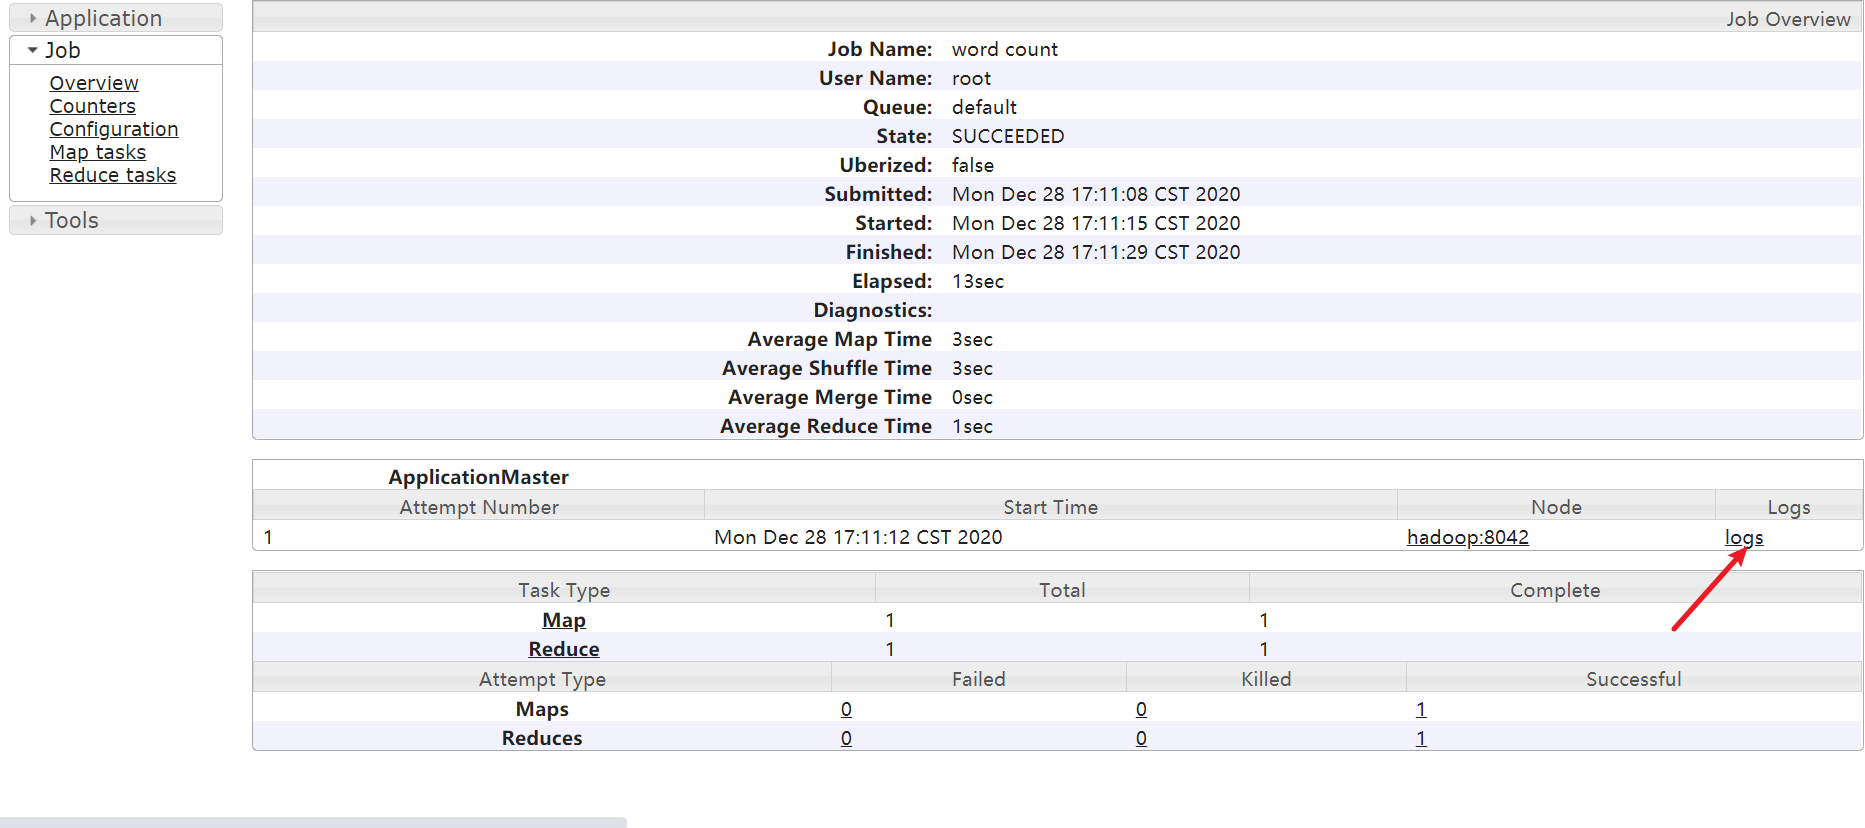 Application
Job
Overview
Counters
Configuration
Map tasks
Reduce tasks
Tools
Job Overview
Job Name: word count
User Name: root
Queue: default
State: SUCCEEDED
Uberized: false
Submitted: Mon Dec 28 17:11:08 CST 2020
Started: Mon Dec 28 17:11:15 CST 2020
Finished: Mon Dec 28 17:11:29 CST 2020
Elapsed: 13sec
Diagnostics:
Average Map Time 3sec
Average Shuffle Time 3sec
Average Merge Time 0sec
Average Reduce Time 1sec
ApplicationMaster
Attempt Number Start Time Node Logs
1 Mon Dec 28 17:11:12 CST 2020 hadoop:8042 logs
Task Type Total Complete
Map 1 1
Reduce 1 1
Attempt Type Failed Killed Successful
Maps 0 0 1
Reduces 0 0 1